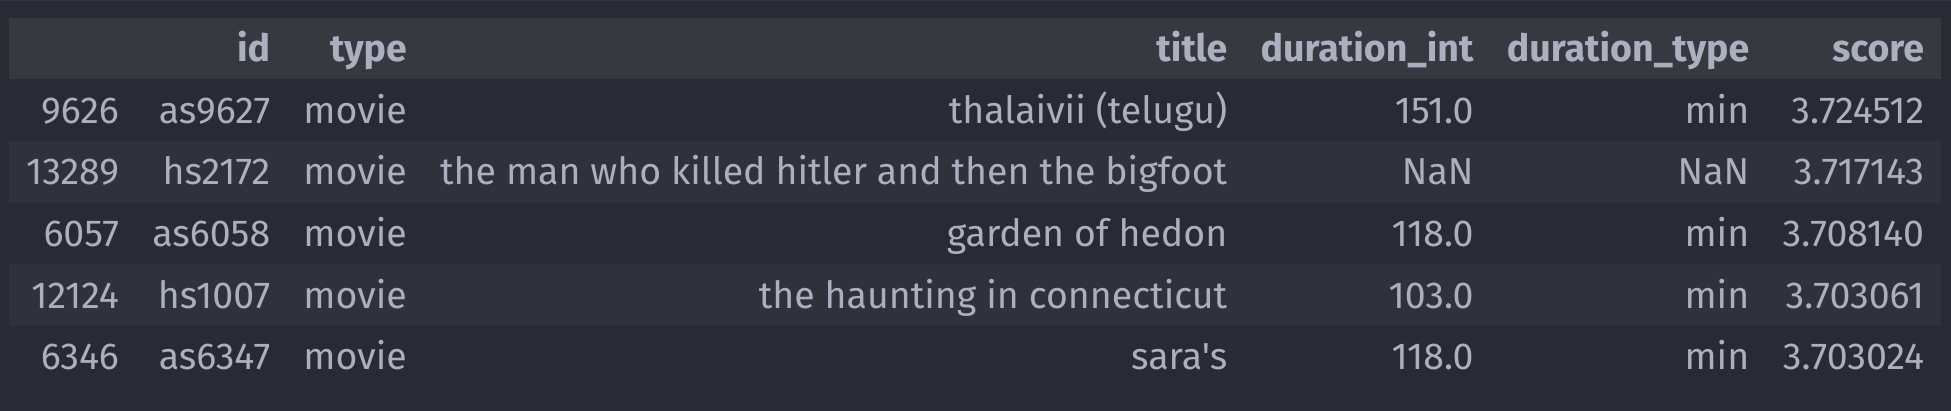 id type title duration_int duration_type score
9626 as9627 movie thalaivii (telugu) 151.0 min 3.724512
13289 hs2172 movie the man who killed hitler and then the bigfoot NaN NaN 3.717143
6057 as6058 movie garden of hedon 118.0 min 3.708140
12124 hs1007 movie the haunting in connecticut 103.0 min 3.703061
6346 as6347 movie sara's 118.0 min 3.703024